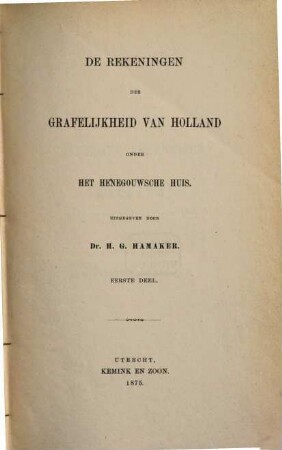 DE REKENINGEN
DER
GRAFELIJKHEID VAN HOLLAND
ONDER
HET HENEGOUWSCHE HUIS,
UITGEGEVEN DOOR
Dr. H. G. HAMAKER.
EERSTE DEEL.
UTRECHT,
KEMINK EN ZOON.
1875.